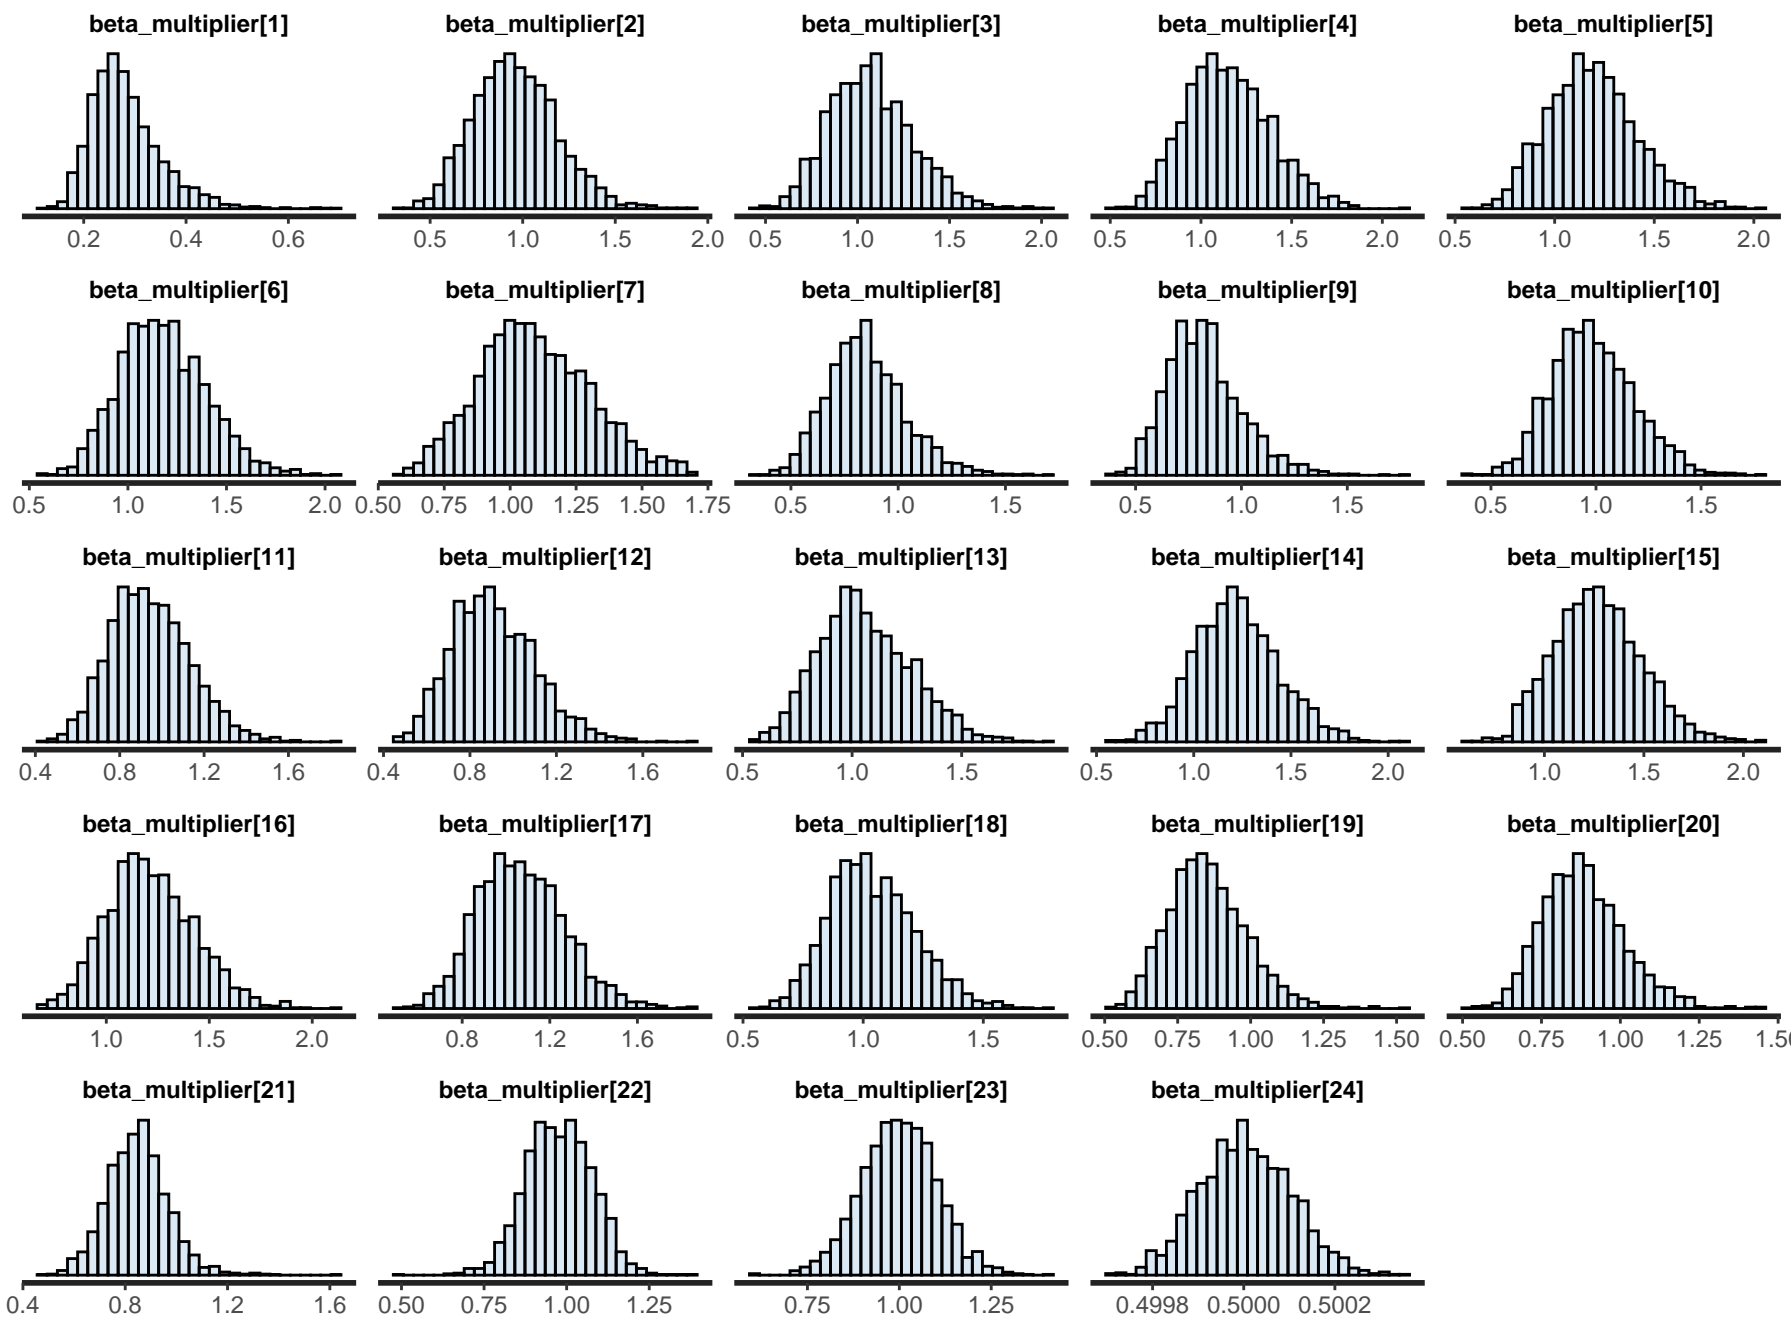 beta_multiplier[1] beta_multiplier[2] beta_multiplier[3] beta_multiplier[4] beta_multiplier[5]
0.2 0.4 0.6 0.5 1.0 1.5 2.0 0.5 1.0 1.5 2.0 0.5 1.0 1.5 2.0 0.5 1.0 1.5 2.0
beta_multiplier[6] beta_multiplier[7] beta_multiplier[8] beta_multiplier[9] beta_multiplier[10]
0.5 1.0 1.5 2.0 0.50 0.75 1.00 1.25 1.50 1.75 0.5 1.0 1.5 0.5 1.0 1.5 0.5 1.0 1.5
beta_multiplier[11] beta_multiplier[12] beta_multiplier[13] beta_multiplier[14] beta_multiplier[15]
0.4 0.8 1.2 1.6 0.4 0.8 1.2 1.6 0.5 1.0 1.5 0.5 1.0 1.5 2.0 1.0 1.5 2.0
beta_multiplier[16] beta_multiplier[17] beta_multiplier[18] beta_multiplier[19] beta_multiplier[20]
1.0 1.5 2.0 0.8 1.2 1.6 0.5 1.0 1.5 0.50 0.75 1.00 1.25 1.50 0.50 0.75 1.00 1.25
beta_multiplier[21] beta_multiplier[22] beta_multiplier[23] beta_multiplier[24]
0.4 0.8 1.2 1.6 0.50 0.75 1.00 1.25 0.75 1.00 1.25 0.4998 0.5000 0.5002